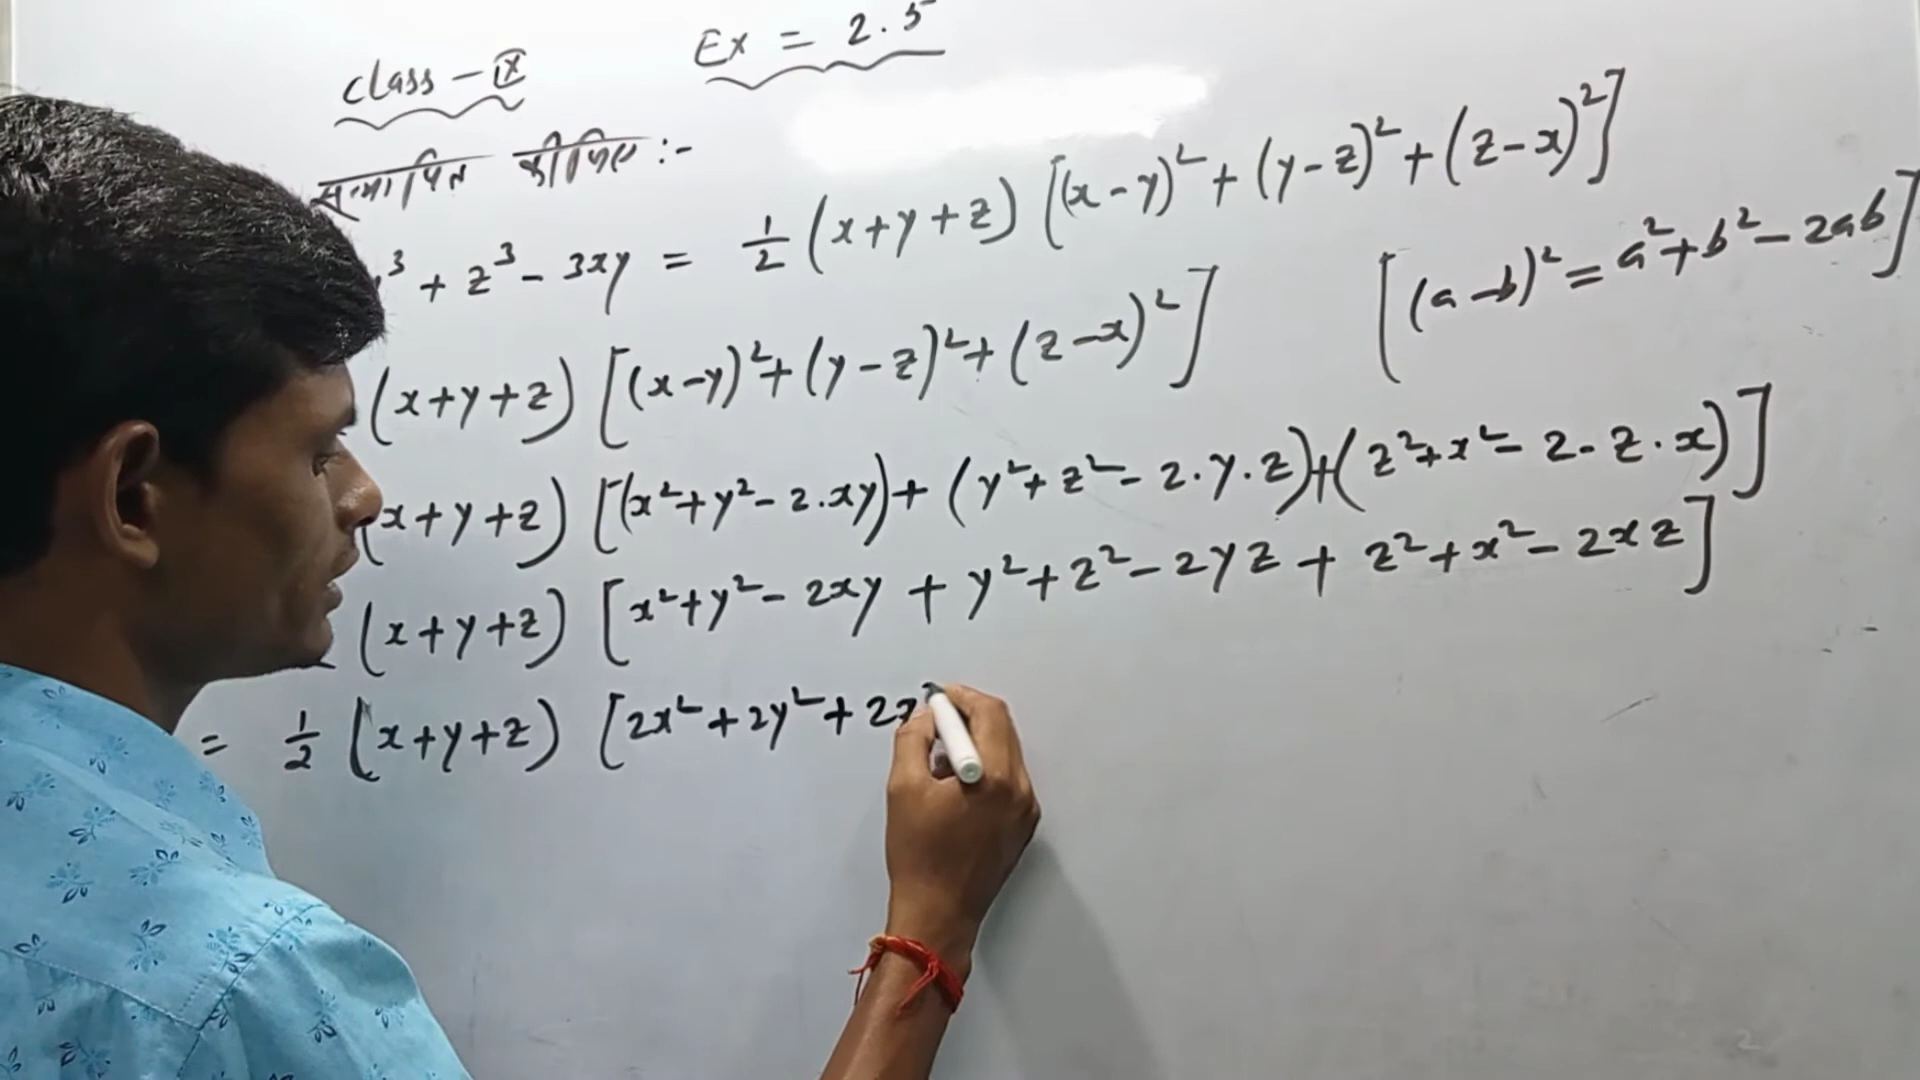 Ex = 2.5
class - IX
প্রমাণিত कीजिए :-
³ + z³ - 3xy = 1/2 (x+y+z) [(x-y)² + (y-z)² + (z-x)²]
[(a-b)² = a²+b²-2ab]
(x+y+z) [(x-y)²+(y-z)²+(z-x)²]
x+y+z) [(x²+y²-2.xy)+(y²+z²-2.y.z)+(z²+x²-2.z.x)]
(x+y+z) [x²+y²-2xy + y²+z²-2yz + z²+x²-2xz]
= 1/2 (x+y+z) [2x²+2y²+2z